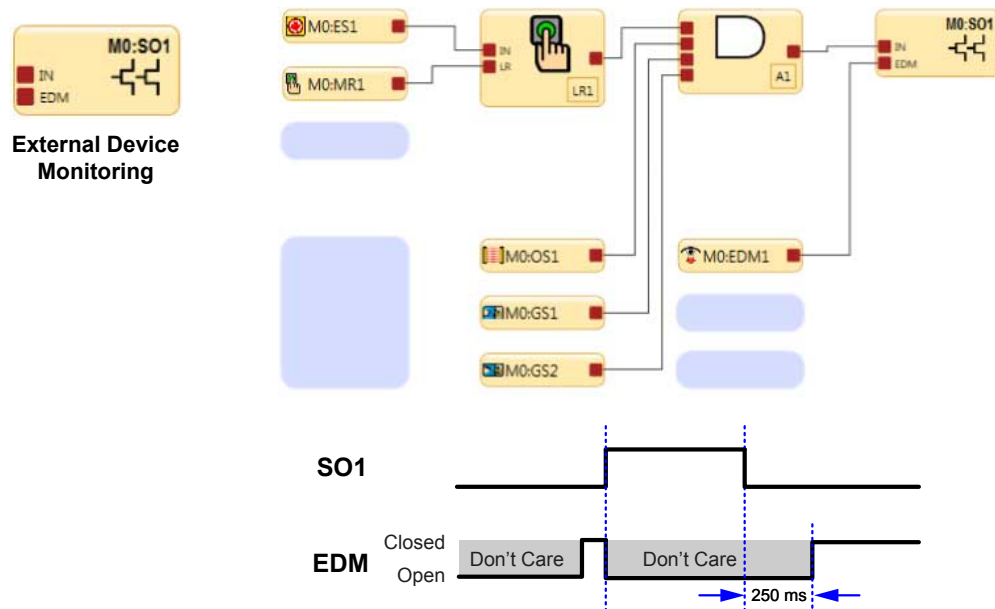 M0:SO1
IN
EDM
External Device
Monitoring
M0:ES1
M0:MR1
IN
LR
LR1
A1
M0:SO1
IN
EDM
M0:OS1
M0:GS1
M0:GS2
M0:EDM1
SO1
EDM
Closed
Open
Don't Care
Don't Care
250 ms